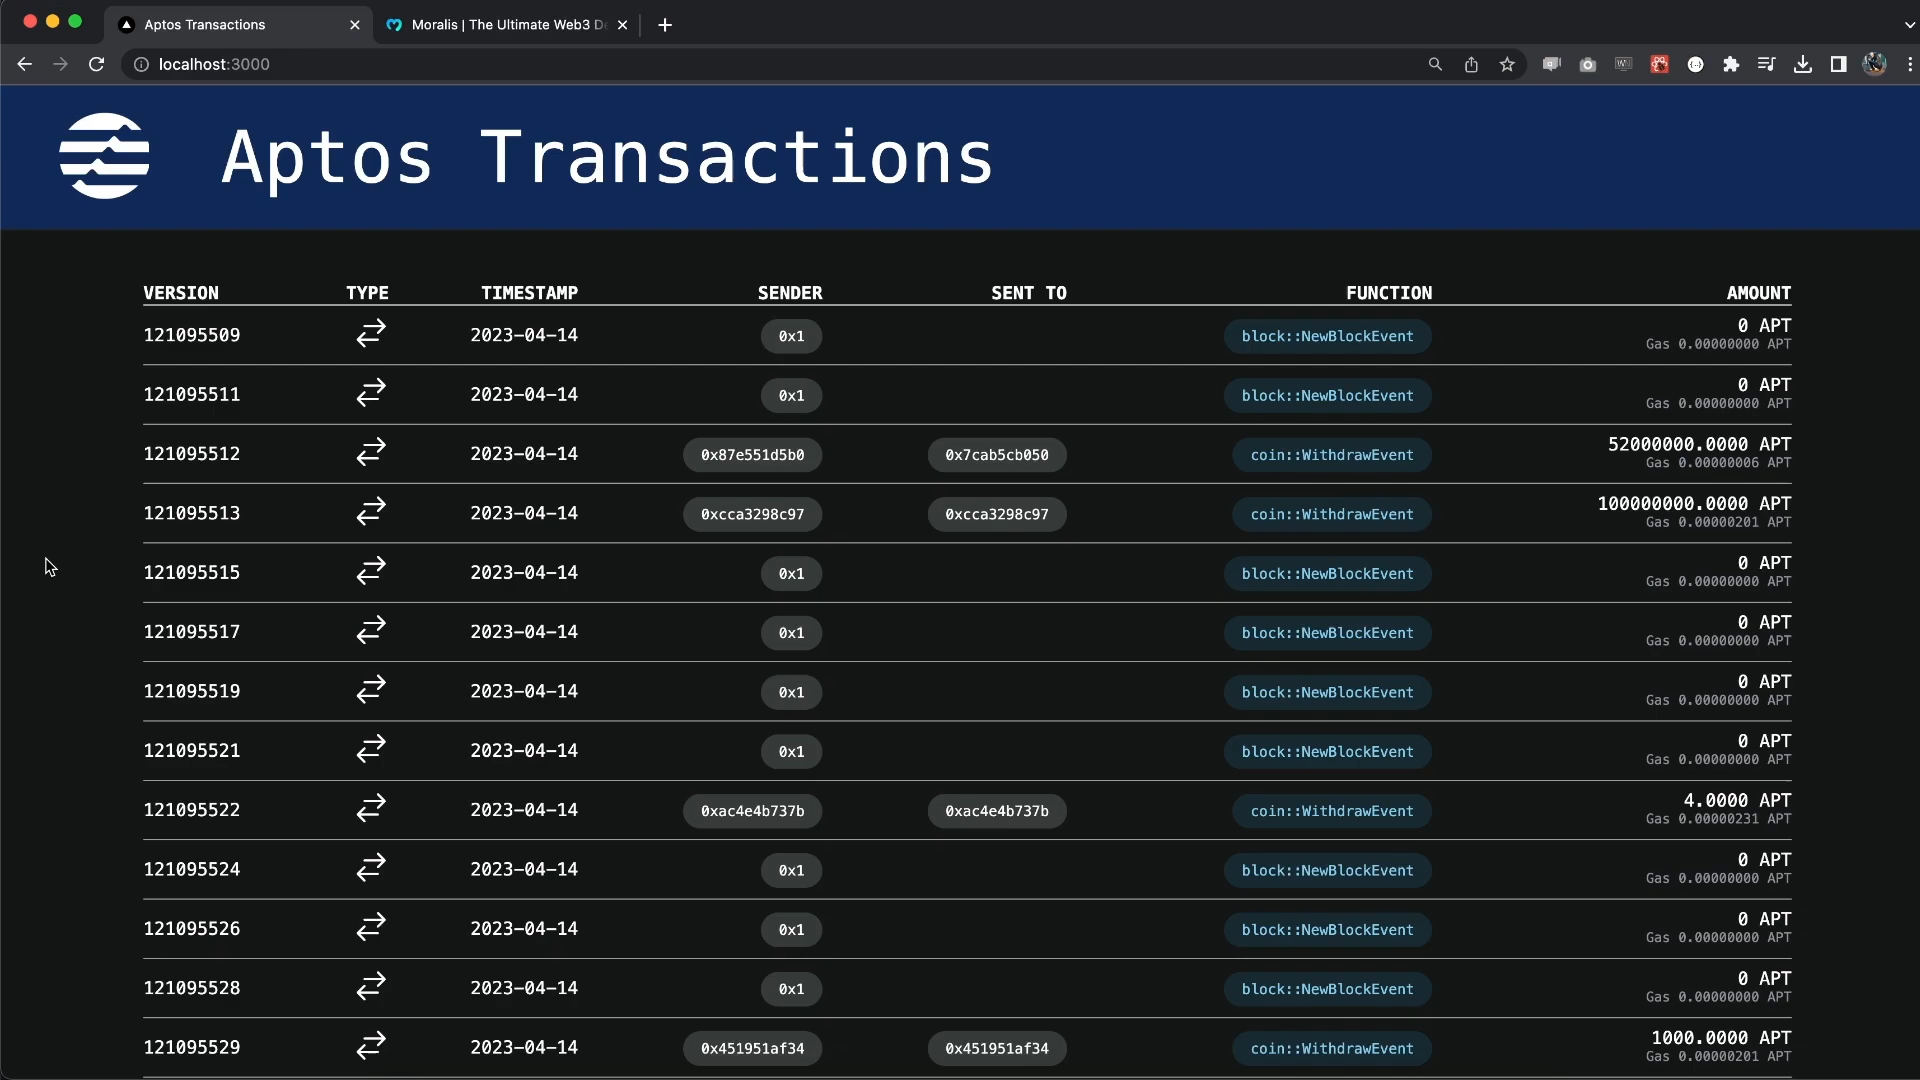 Aptos Transactions
Moralis | The Ultimate Web3 D
localhost:3000
Aptos Transactions
VERSION TYPE TIMESTAMP SENDER SENT TO FUNCTION AMOUNT
121095509 2023-04-14 0x1 block::NewBlockEvent 0 APT
Gas 0.00000000 APT
121095511 2023-04-14 0x1 block::NewBlockEvent 0 APT
Gas 0.00000000 APT
121095512 2023-04-14 0x87e551d5b0 0x7cab5cb050 coin::WithdrawEvent 52000000.0000 APT
Gas 0.00000006 APT
121095513 2023-04-14 0xcca3298c97 0xcca3298c97 coin::WithdrawEvent 100000000.0000 APT
Gas 0.00000201 APT
121095515 2023-04-14 0x1 block::NewBlockEvent 0 APT
Gas 0.00000000 APT
121095517 2023-04-14 0x1 block::NewBlockEvent 0 APT
Gas 0.00000000 APT
121095519 2023-04-14 0x1 block::NewBlockEvent 0 APT
Gas 0.00000000 APT
121095521 2023-04-14 0x1 block::NewBlockEvent 0 APT
Gas 0.00000000 APT
121095522 2023-04-14 0xac4e4b737b 0xac4e4b737b coin::WithdrawEvent 4.0000 APT
Gas 0.00000231 APT
121095524 2023-04-14 0x1 block::NewBlockEvent 0 APT
Gas 0.00000000 APT
121095526 2023-04-14 0x1 block::NewBlockEvent 0 APT
Gas 0.00000000 APT
121095528 2023-04-14 0x1 block::NewBlockEvent 0 APT
Gas 0.00000000 APT
121095529 2023-04-14 0x451951af34 0x451951af34 coin::WithdrawEvent 1000.0000 APT
Gas 0.00000201 APT